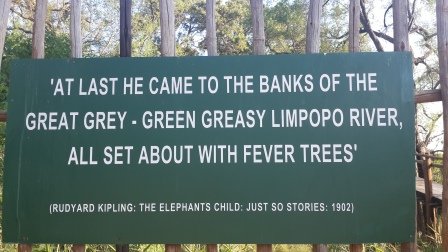 'AT LAST HE CAME TO THE BANKS OF THE
GREAT GREY - GREEN GREASY LIMPOPO RIVER,
ALL SET ABOUT WITH FEVER TREES'
(RUDYARD KIPLING: THE ELEPHANTS CHILD: JUST SO STORIES: 1902)